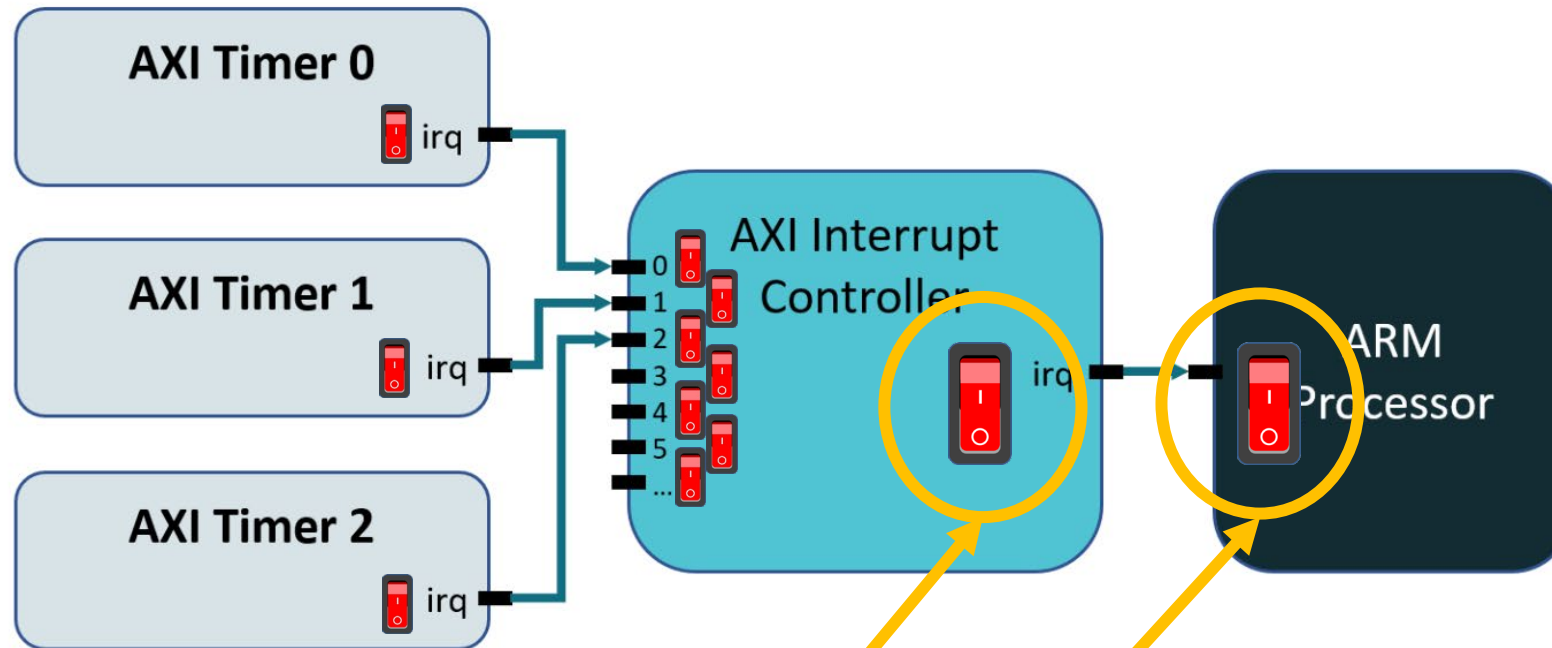 AXI Timer 0
irq
AXI Timer 1
irq
AXI Timer 2
irq
AXI Interrupt
Controller
0
1
2
3
4
5
...
irq
ARM
Processor